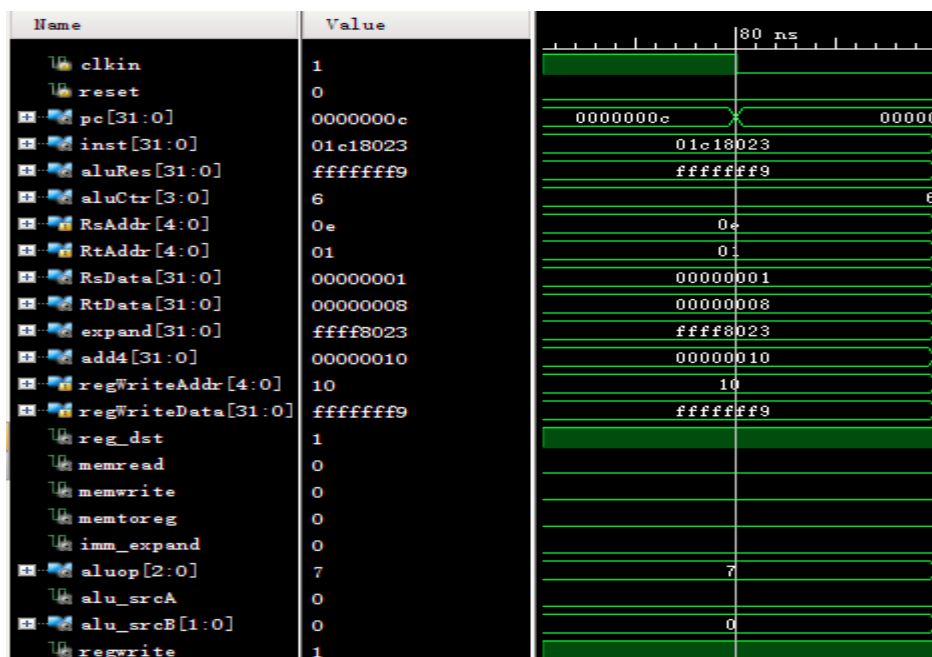 Name Value
80 ns
clkin 1
reset 0
pc[31:0] 0000000c 0000000c 0000
inst[31:0] 01c18023 01c18023
aluRes[31:0] fffffff9 fffffff9
aluCtr[3:0] 6 6
RsAddr[4:0] 0e 0e
RtAddr[4:0] 01 01
RsData[31:0] 00000001 00000001
RtData[31:0] 00000008 00000008
expand[31:0] ffff8023 ffff8023
add4[31:0] 00000010 00000010
regWriteAddr[4:0] 10 10
regWriteData[31:0] fffffff9 fffffff9
reg_dst 1
memread 0
memwrite 0
memtoreg 0
imm_expand 0
aluop[2:0] 7 7
alu_srcA 0
alu_srcB[1:0] 0 0
regwrite 1